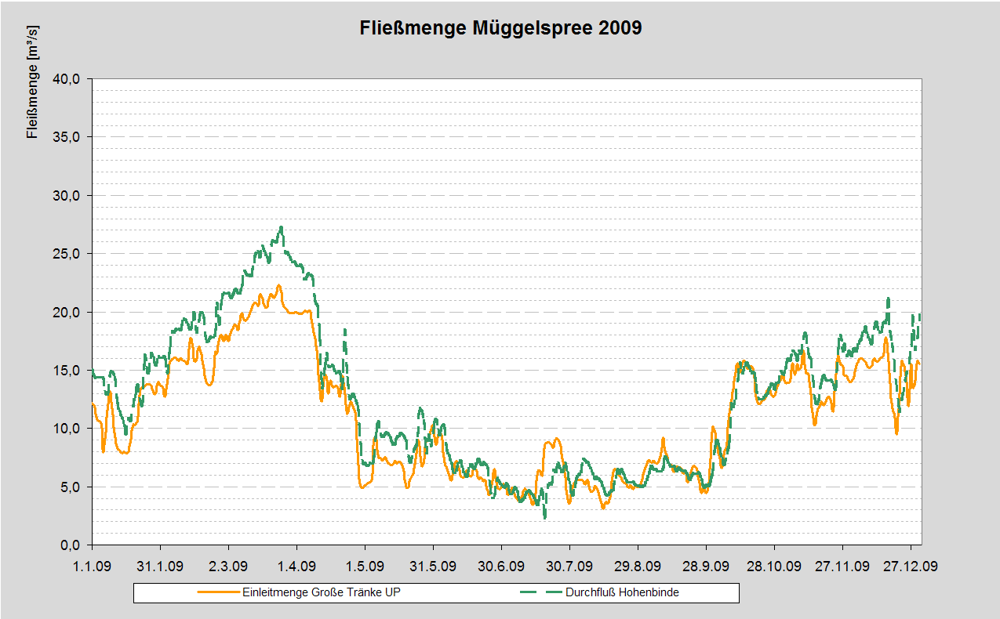 Fließmenge Müggelspree 2009
Fleißmenge [m³/s]
40,0
35,0
30,0
25,0
20,0
15,0
10,0
5,0
0,0
1.1.09 31.1.09 2.3.09 1.4.09 1.5.09 31.5.09 30.6.09 30.7.09 29.8.09 28.9.09 28.10.09 27.11.09 27.12.09
Einleitmenge Große Tränke UP Durchfluß Hohenbinde